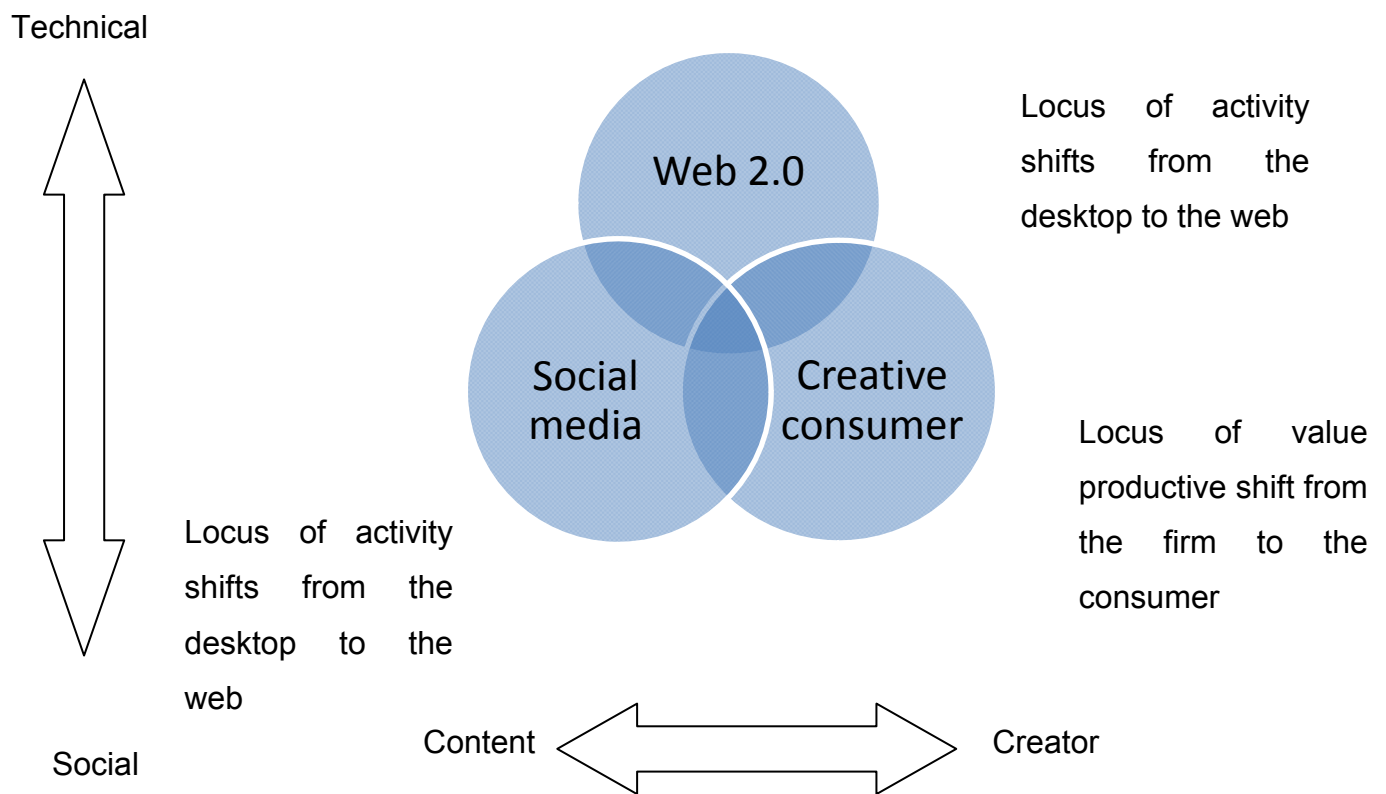 Technical
Web 2.0
Locus of activity
shifts from the
desktop to the web
Social
media
Creative
consumer
Locus of value
productive shift from
the firm to the
consumer
Locus of activity
shifts from the
desktop to the
web
Content
Creator
Social